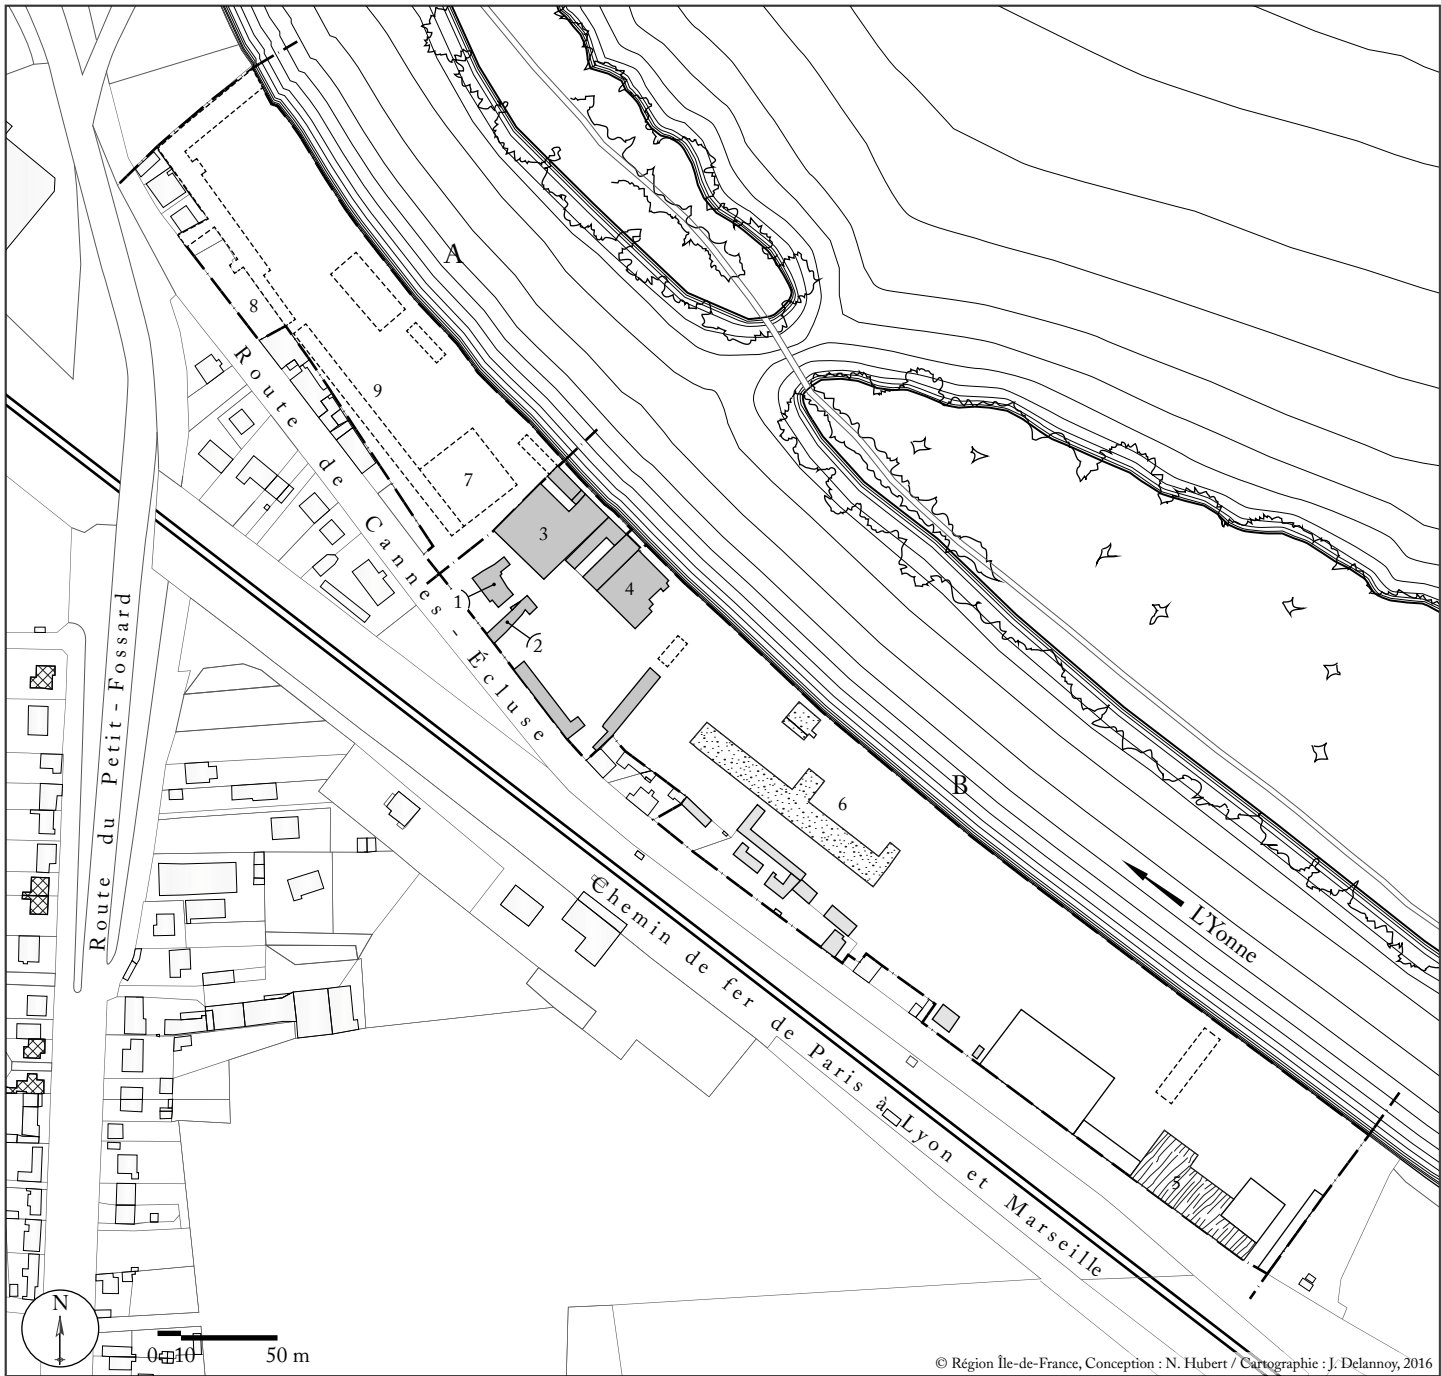 A
8
9
Route de Cannes-Écluse
7
3
4
1
2
Route du Petit-Fossard
6
B
L'Yonne
Chemin de fer de Paris à Lyon et Marseille
5
N
0 10 50 m
© Région Île-de-France, Conception : N. Hubert / Cartographie : J. Delannoy, 2016